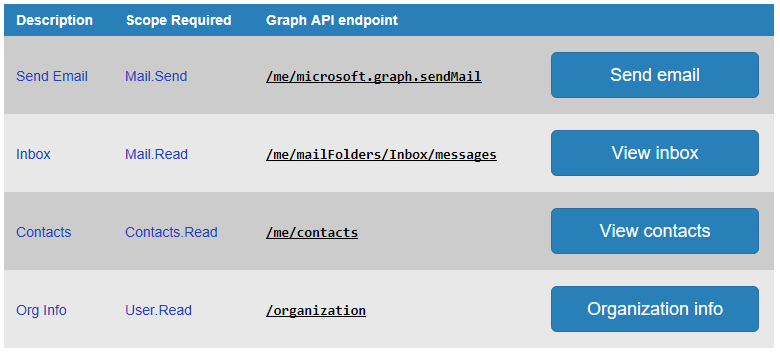 Description Scope Required Graph API endpoint
Send Email Mail.Send /me/microsoft.graph.sendMail Send email
Inbox Mail.Read /me/mailFolders/Inbox/messages View inbox
Contacts Contacts.Read /me/contacts View contacts
Org Info User.Read /organization Organization info